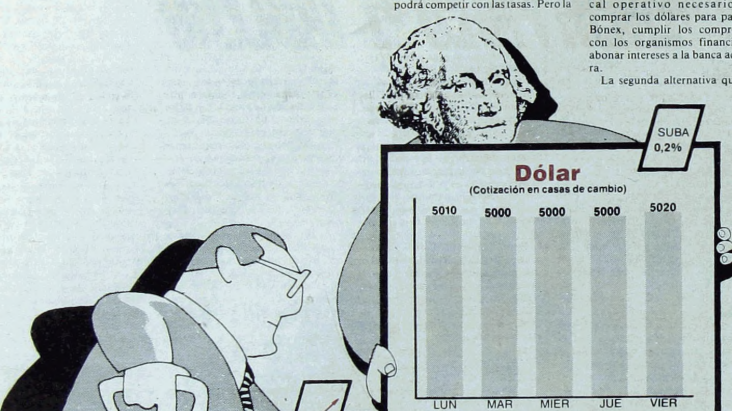 podrá competir con las tasas. Pero la
cal operativo necesario
comprar los dólares para pa
Bónex, cumplir los compr
con los organismos financi
abonar intereses a la banca a
ra.
La segunda alternativa qu
SUBA
0,2%
Dólar
(Cotización en casas de cambio)
5010 5000 5000 5000 5020
LUN MAR MIER JUE VIER